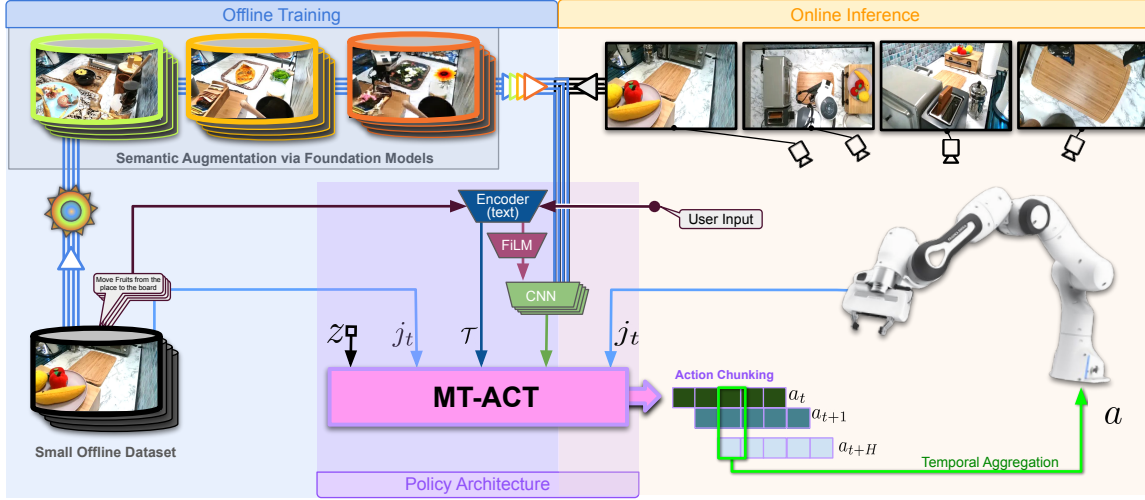 Offline Training
Online Inference
Semantic Augmentation via Foundation Models
Encoder
(text)
User Input
FiLM
Move Fruits from the
place to the board
CNN
z
j_t
𝒯
j_t
MT-ACT
Action Chunking
a_t
a_{t+1}
a_{t+H}
a
Small Offline Dataset
Temporal Aggregation
Policy Architecture